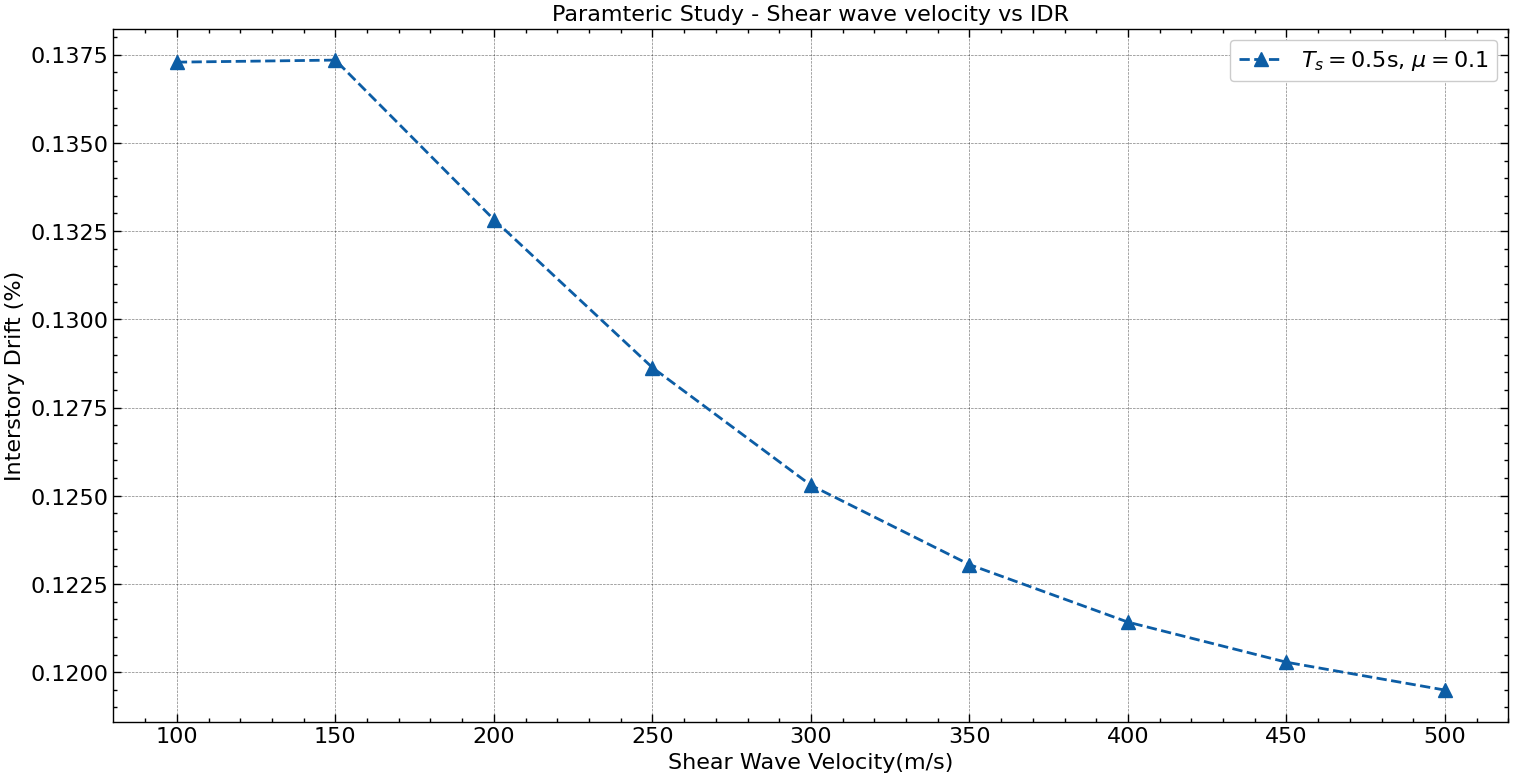 Paramteric Study - Shear wave velocity vs IDR
T_s = 0.5s, μ = 0.1
Interstory Drift (%)
0.1375
0.1350
0.1325
0.1300
0.1275
0.1250
0.1225
0.1200
100 150 200 250 300 350 400 450 500
Shear Wave Velocity(m/s)